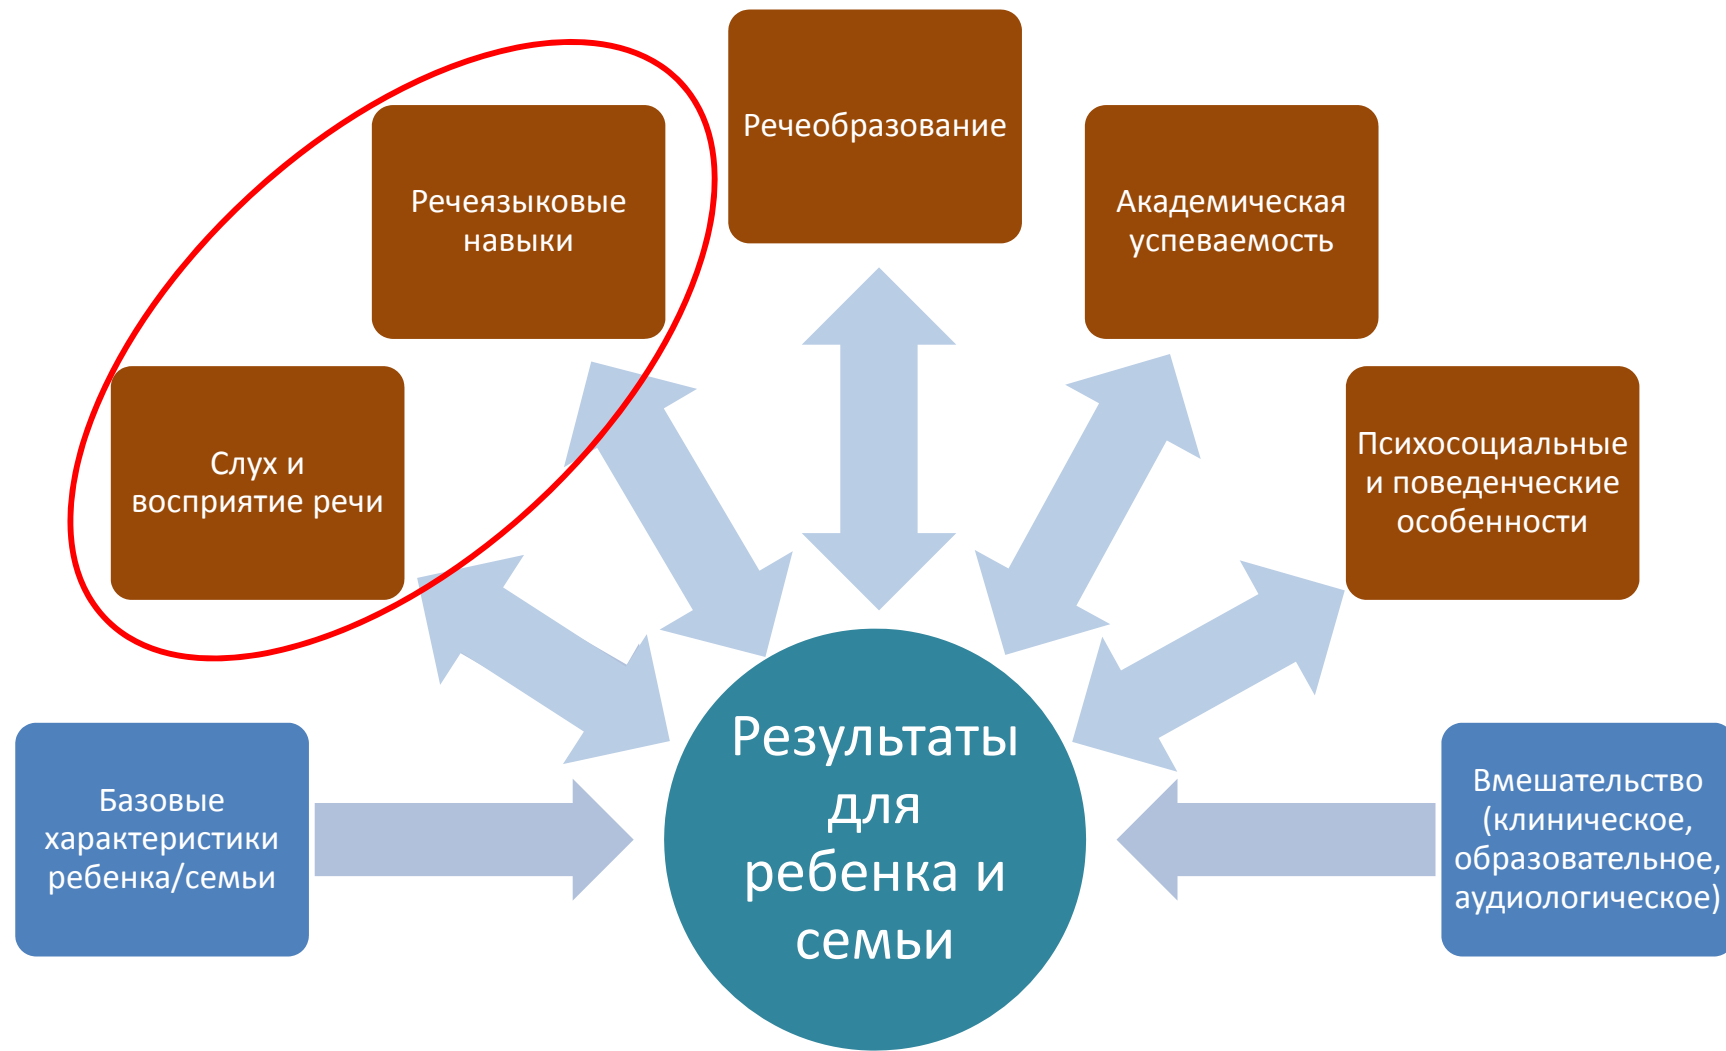 Речеобразование
Речеязыковые
навыки
Академическая
успеваемость
Слух и
восприятие речи
Психосоциальные
и поведенческие
особенности
Базовые
характеристики
ребенка/семьи
Результаты
для
ребенка и
семьи
Вмешательство
(клиническое,
образовательное,
аудиологическое)